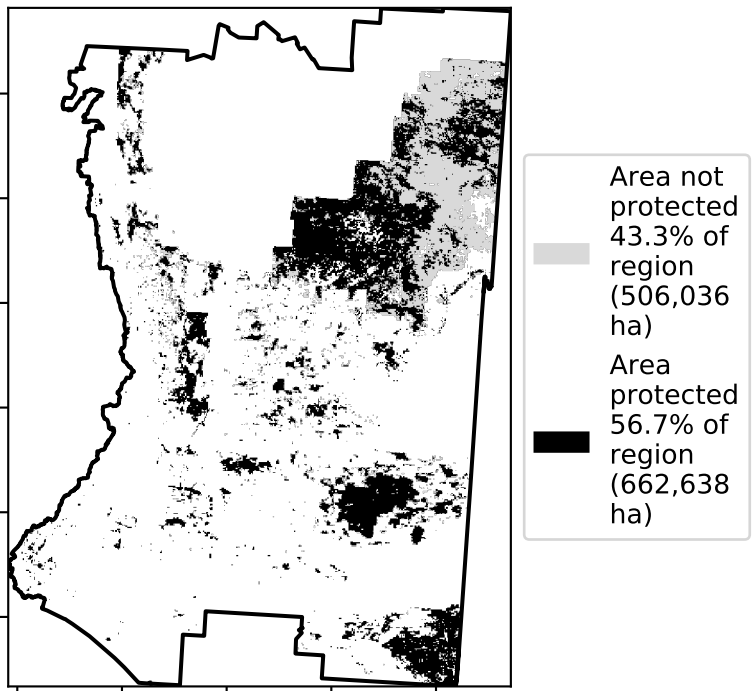 Area not
protected
43.3% of
region
(506,036
ha)
Area
protected
56.7% of
region
(662,638
ha)